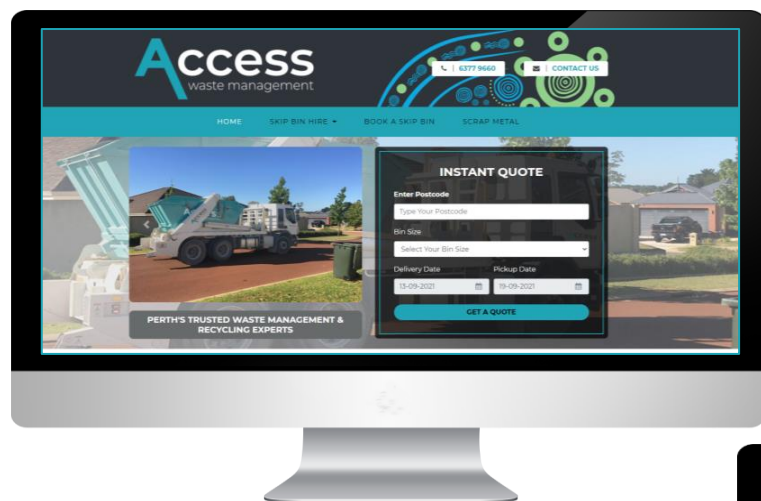 Access
waste management
6377 9660
CONTACT US
HOME SKIP BIN HIRE BOOK A SKIP BIN SCRAP METAL
INSTANT QUOTE
Enter Postcode
Type Your Postcode
Bin Size
Select Your Bin Size
Delivery Date Pickup Date
13-09-2021 19-09-2021
GET A QUOTE
PERTH'S TRUSTED WASTE MANAGEMENT &
RECYCLING EXPERTS